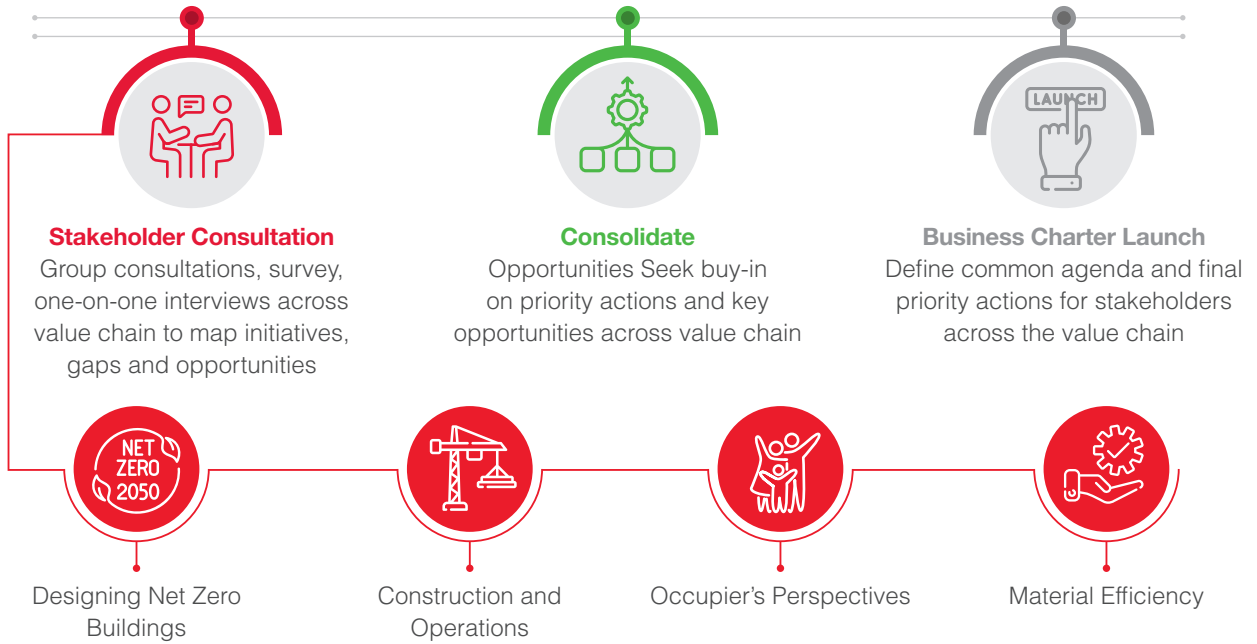 LAUNCH
Stakeholder Consultation
Group consultations, survey,
one-on-one interviews across
value chain to map initiatives,
gaps and opportunities
Consolidate
Opportunities Seek buy-in
on priority actions and key
opportunities across value chain
Business Charter Launch
Define common agenda and final
priority actions for stakeholders
across the value chain
NET
ZERO
2050
Designing Net Zero
Buildings
Construction and
Operations
Occupier’s Perspectives
Material Efficiency